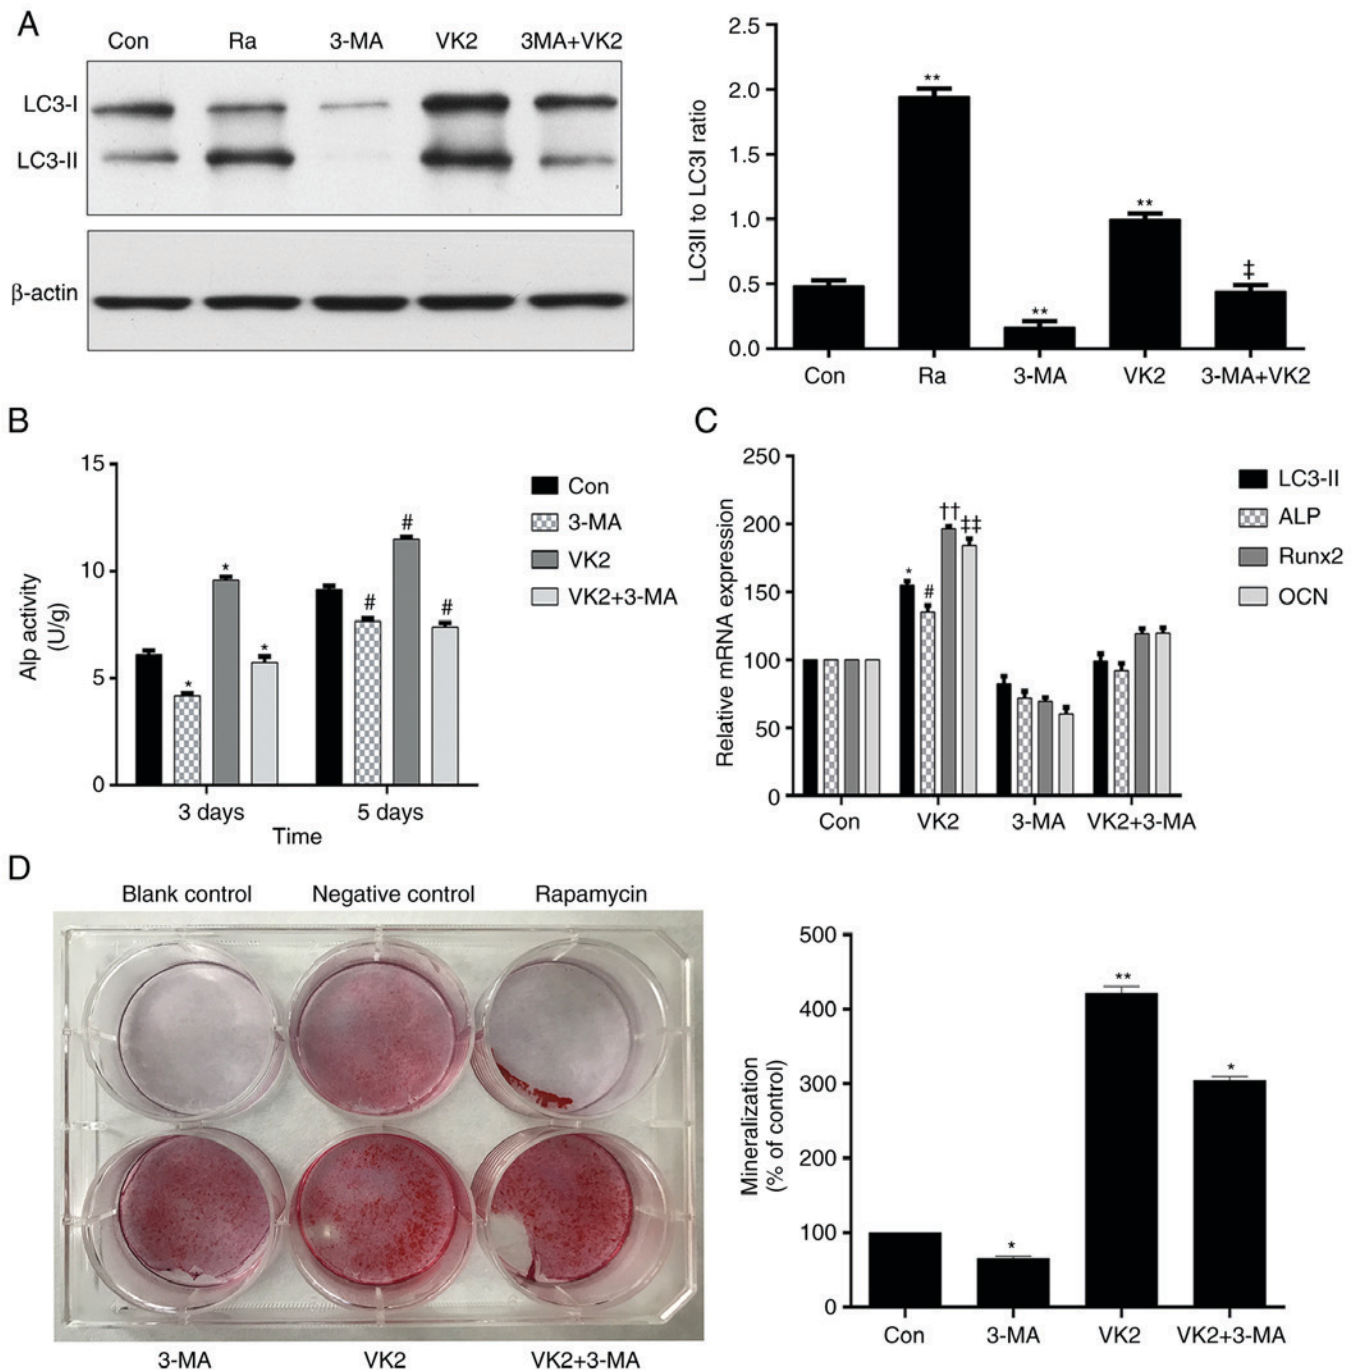 A
Con Ra 3-MA VK2 3MA+VK2
LC3-I
LC3-II
β-actin
LC3II to LC3I ratio
2.5
2.0
1.5
1.0
0.5
0.0
**
**
**
‡
Con Ra 3-MA VK2 3-MA+VK2
B
Alp activity
(U/g)
15
10
5
0
*
*
*
#
#
#
3 days 5 days
Time
Con
3-MA
VK2
VK2+3-MA
C
Relative mRNA expression
250
200
150
100
50
0
*
#
††
‡‡
Con VK2 3-MA VK2+3-MA
LC3-II
ALP
Runx2
OCN
D
Blank control Negative control Rapamycin
3-MA VK2 VK2+3-MA
Mineralization
(% of control)
500
400
300
200
100
0
*
**
*
Con 3-MA VK2 VK2+3-MA